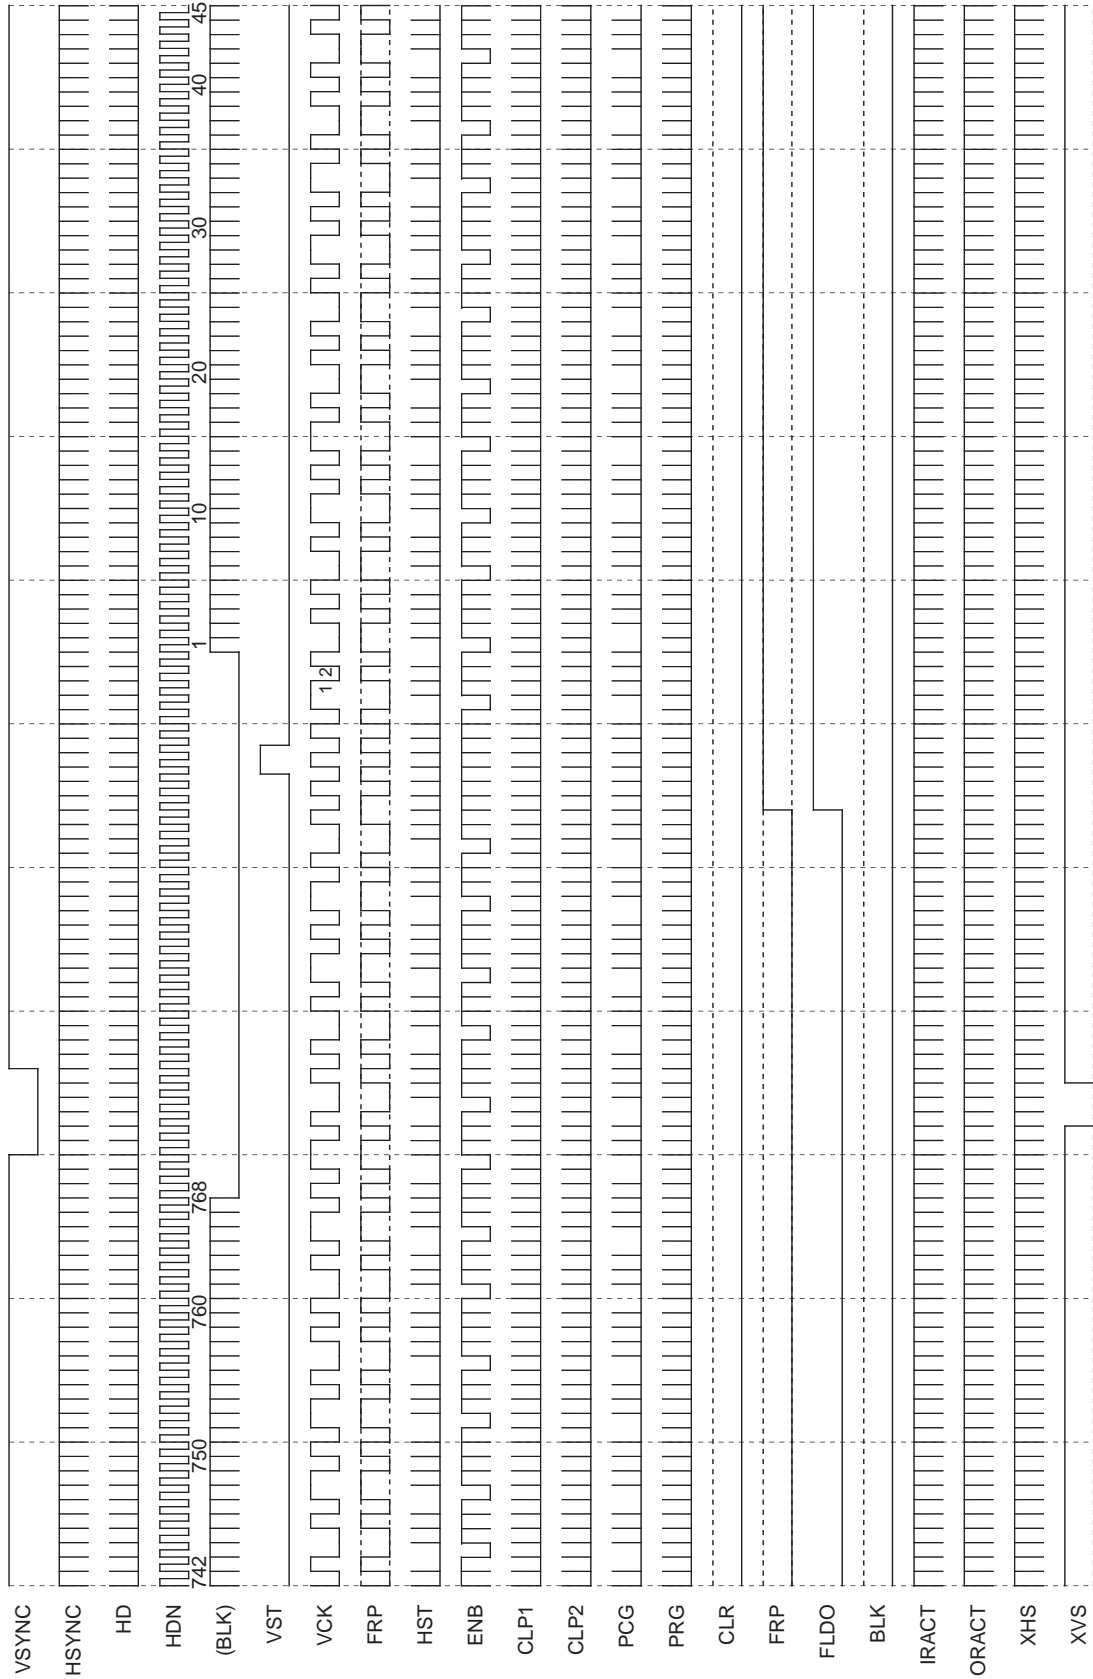 VSYNC
HSYNC
HD
HDN
742 750 760 768 1 10 20 30 40 45
(BLK)
VST
VCK
1 2
FRP
HST
ENB
CLP1
CLP2
PCG
PRG
CLR
FRP
FLDO
BLK
IRACT
ORACT
XHS
XVS